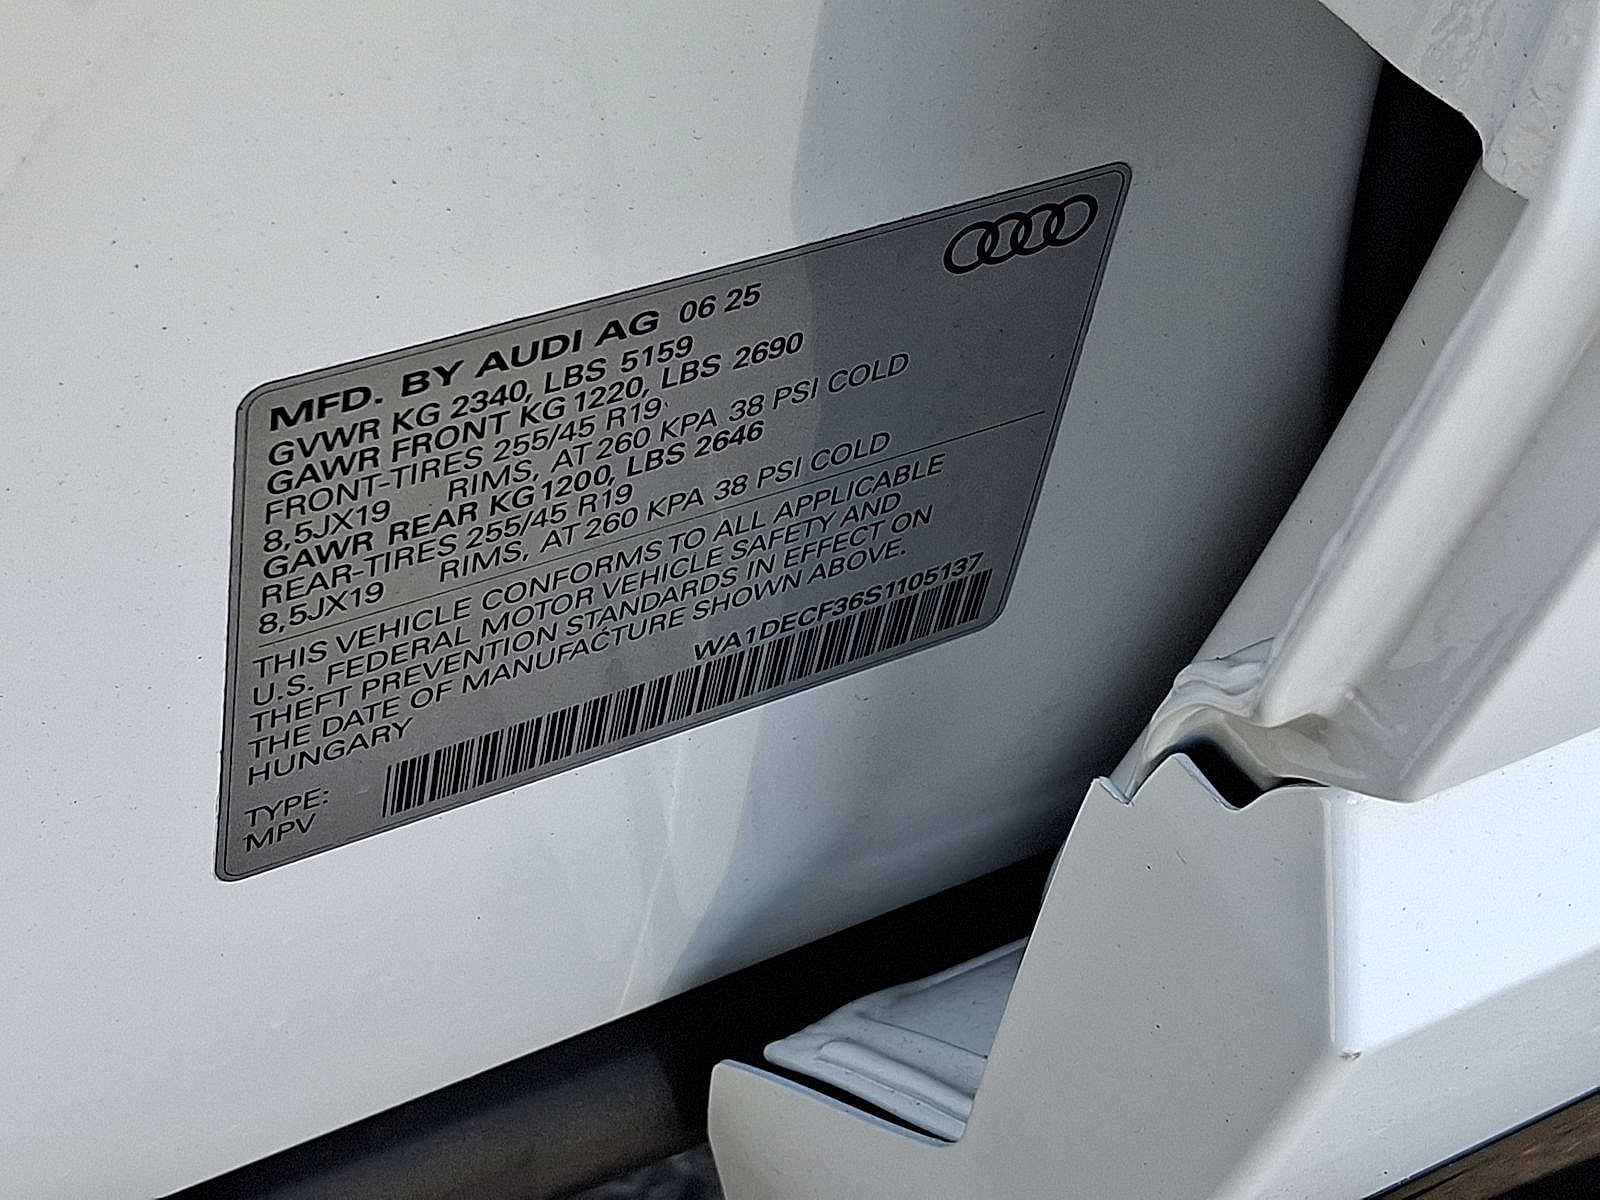 MFD. BY AUDI AG 06 25
GVWR KG 2340, LBS 5159
GAWR FRONT KG 1220, LBS 2690
FRONT-TIRES 255/45 R19
8,5JX19 RIMS, AT 260 KPA 38 PSI COLD
GAWR REAR KG 1200, LBS 2646
REAR-TIRES 255/45 R19
8,5JX19 RIMS, AT 260 KPA 38 PSI COLD
THIS VEHICLE CONFORMS TO ALL APPLICABLE
U.S. FEDERAL MOTOR VEHICLE SAFETY AND
THEFT PREVENTION STANDARDS IN EFFECT ON
THE DATE OF MANUFACTURE SHOWN ABOVE.
HUNGARY
WA1DECF36S1105137
TYPE:
MPV